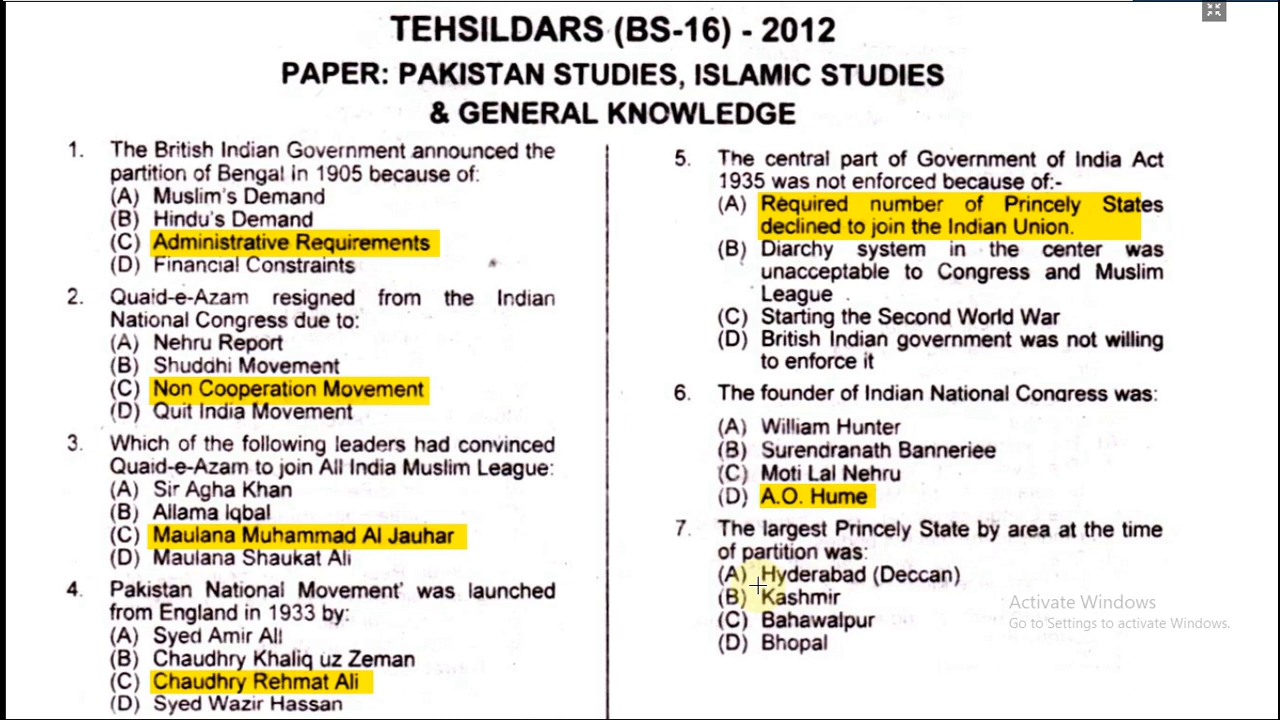 TEHSILDARS (BS-16) - 2012
PAPER: PAKISTAN STUDIES, ISLAMIC STUDIES
& GENERAL KNOWLEDGE
1. The British Indian Government announced the
partition of Bengal in 1905 because of:
(A) Muslim's Demand
(B) Hindu's Demand
(C) Administrative Requirements
(D) Financial Constraints
2. Quaid-e-Azam resigned from the Indian
National Congress due to:
(A) Nehru Report
(B) Shuddhi Movement
(C) Non Cooperation Movement
(D) Quit India Movement
3. Which of the following leaders had convinced
Quaid-e-Azam to join All India Muslim League:
(A) Sir Agha Khan
(B) Allama Iqbal
(C) Maulana Muhammad Al Jauhar
(D) Maulana Shaukat Ali
4. Pakistan National Movement' was launched
from England in 1933 by:
(A) Syed Amir Ali
(B) Chaudhry Khaliq uz Zeman
(C) Chaudhry Rehmat Ali
(D) Syed Wazir Hassan
5. The central part of Government of India Act
1935 was not enforced because of:-
(A) Required number of Princely States
declined to join the Indian Union.
(B) Diarchy system in the center was
unacceptable to Congress and Muslim
League
(C) Starting the Second World War
(D) British Indian government was not willing
to enforce it
6. The founder of Indian National Congress was:
(A) William Hunter
(B) Surendranath Bannerjee
(C) Moti Lal Nehru
(D) A.O. Hume
7. The largest Princely State by area at the time
of partition was:
(A) Hyderabad (Deccan)
(B) Kashmir
(C) Bahawalpur
(D) Bhopal
Activate Windows
Go to Settings to activate Windows.